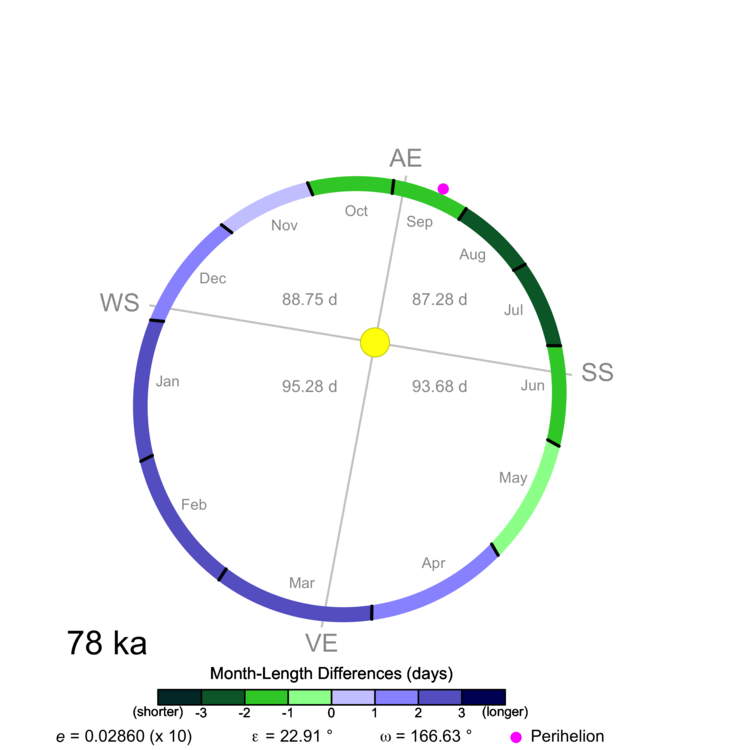 AE
Oct
Sep
Nov
Aug
Dec
88.75 d 87.28 d
WS
Jul
SS
Jan
95.28 d 93.68 d
Jun
May
Feb
Apr
Mar
78 ka
VE
Month-Length Differences (days)
(shorter) -3 -2 -1 0 1 2 3 (longer)
e = 0.02860 (x 10) ε = 22.91 ° ω = 166.63 ° Perihelion